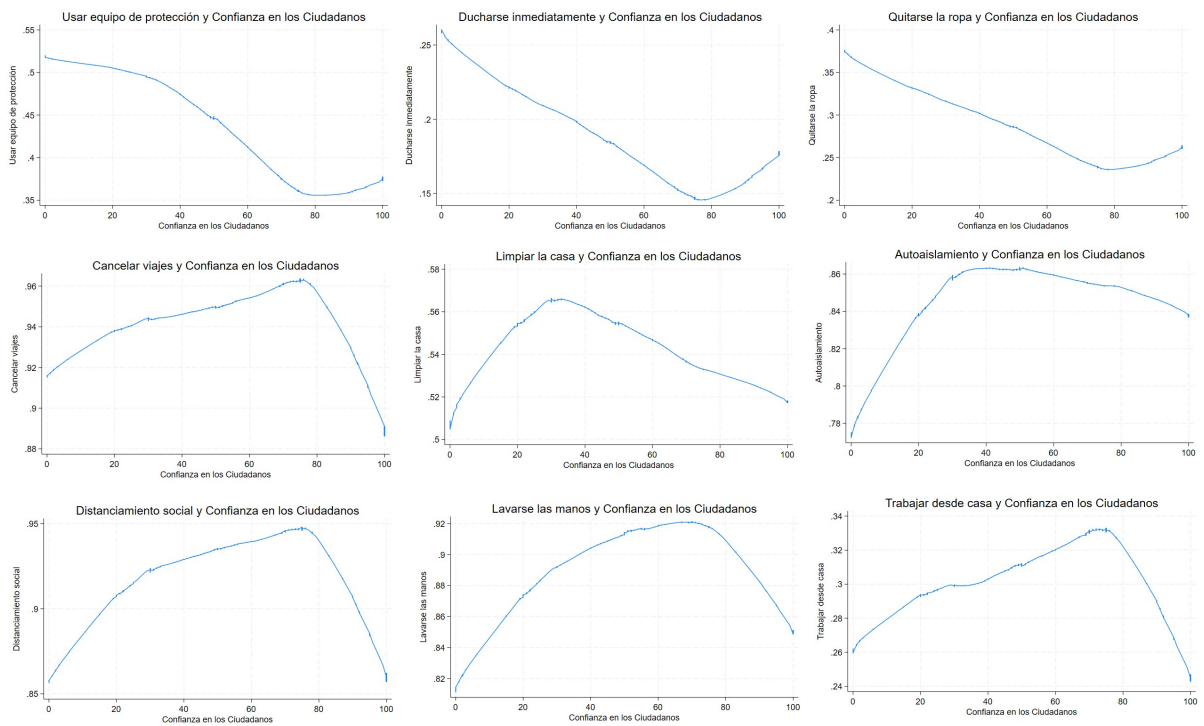 Usar equipo de protección y Confianza en los Ciudadanos
.55
.5
.45
.4
.35
Usar equipo de protección
0 20 40 60 80 100
Confianza en los Ciudadanos
Ducharse inmediatamente y Confianza en los Ciudadanos
.25
.2
.15
Ducharse inmediatamente
0 20 40 60 80 100
Confianza en los Ciudadanos
Quitarse la ropa y Confianza en los Ciudadanos
.4
.35
.3
.25
.2
Quitarse la ropa
0 20 40 60 80 100
Confianza en los Ciudadanos
Cancelar viajes y Confianza en los Ciudadanos
.96
.94
.92
.9
.88
Cancelar viajes
0 20 40 60 80 100
Confianza en los Ciudadanos
Limpiar la casa y Confianza en los Ciudadanos
.58
.56
.54
.52
.5
Limpiar la casa
0 20 40 60 80 100
Confianza en los Ciudadanos
Autoaislamiento y Confianza en los Ciudadanos
.86
.84
.82
.8
.78
Autoaislamiento
0 20 40 60 80 100
Confianza en los Ciudadanos
Distanciamiento social y Confianza en los Ciudadanos
.95
.9
.85
Distanciamiento social
0 20 40 60 80 100
Confianza en los Ciudadanos
Lavarse las manos y Confianza en los Ciudadanos
.92
.9
.88
.86
.84
.82
Lavarse las manos
0 20 40 60 80 100
Confianza en los Ciudadanos
Trabajar desde casa y Confianza en los Ciudadanos
.34
.32
.3
.28
.26
.24
Trabajar desde casa
0 20 40 60 80 100
Confianza en los Ciudadanos